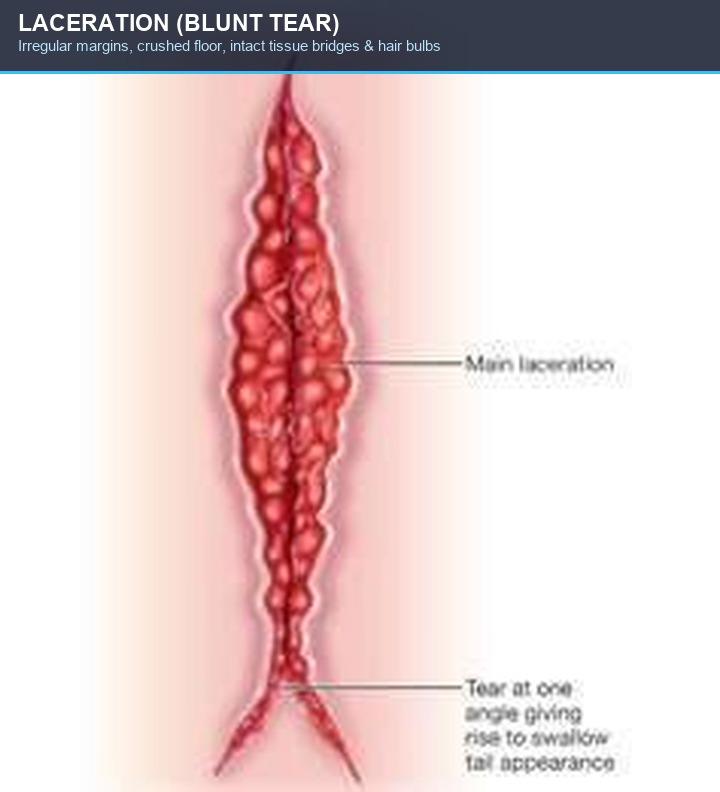 LACERATION (BLUNT TEAR)
Irregular margins, crushed floor, intact tissue bridges & hair bulbs
Main laceration
Tear at one
angle giving
rise to swallow
tail appearance